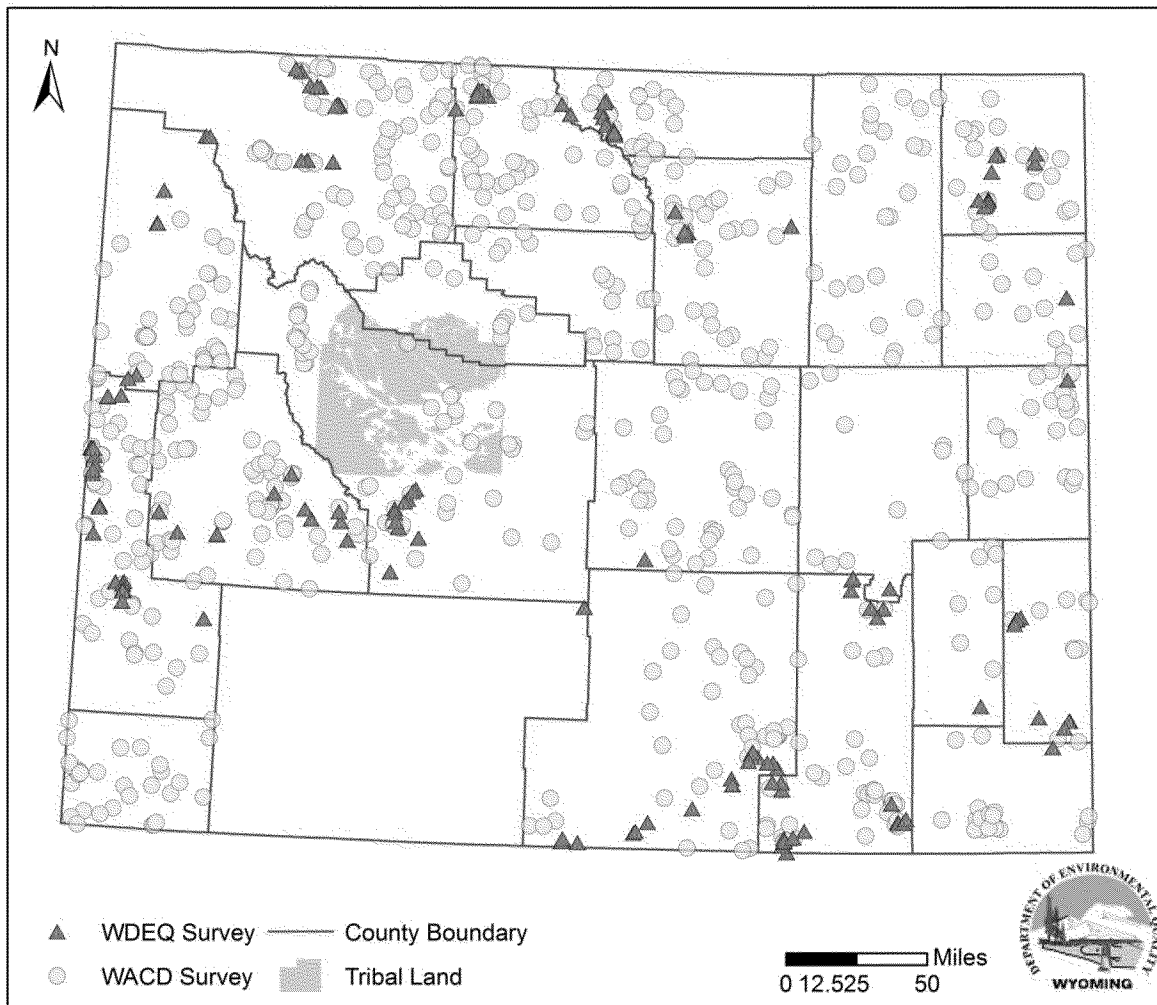 N
WDEQ Survey
County Boundary
WACD Survey
Tribal Land
Miles
0 12.525 50
DEPARTMENT OF ENVIRONMENTAL QUALITY
WYOMING